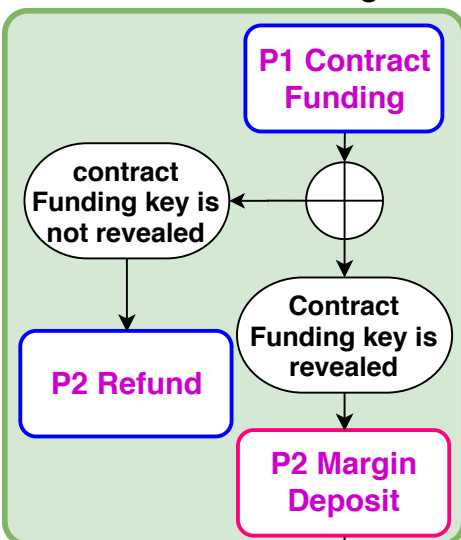 P1 Contract
Funding
contract
Funding key is
not revealed
Contract
Funding key is
revealed
P2 Refund
P2 Margin
Deposit